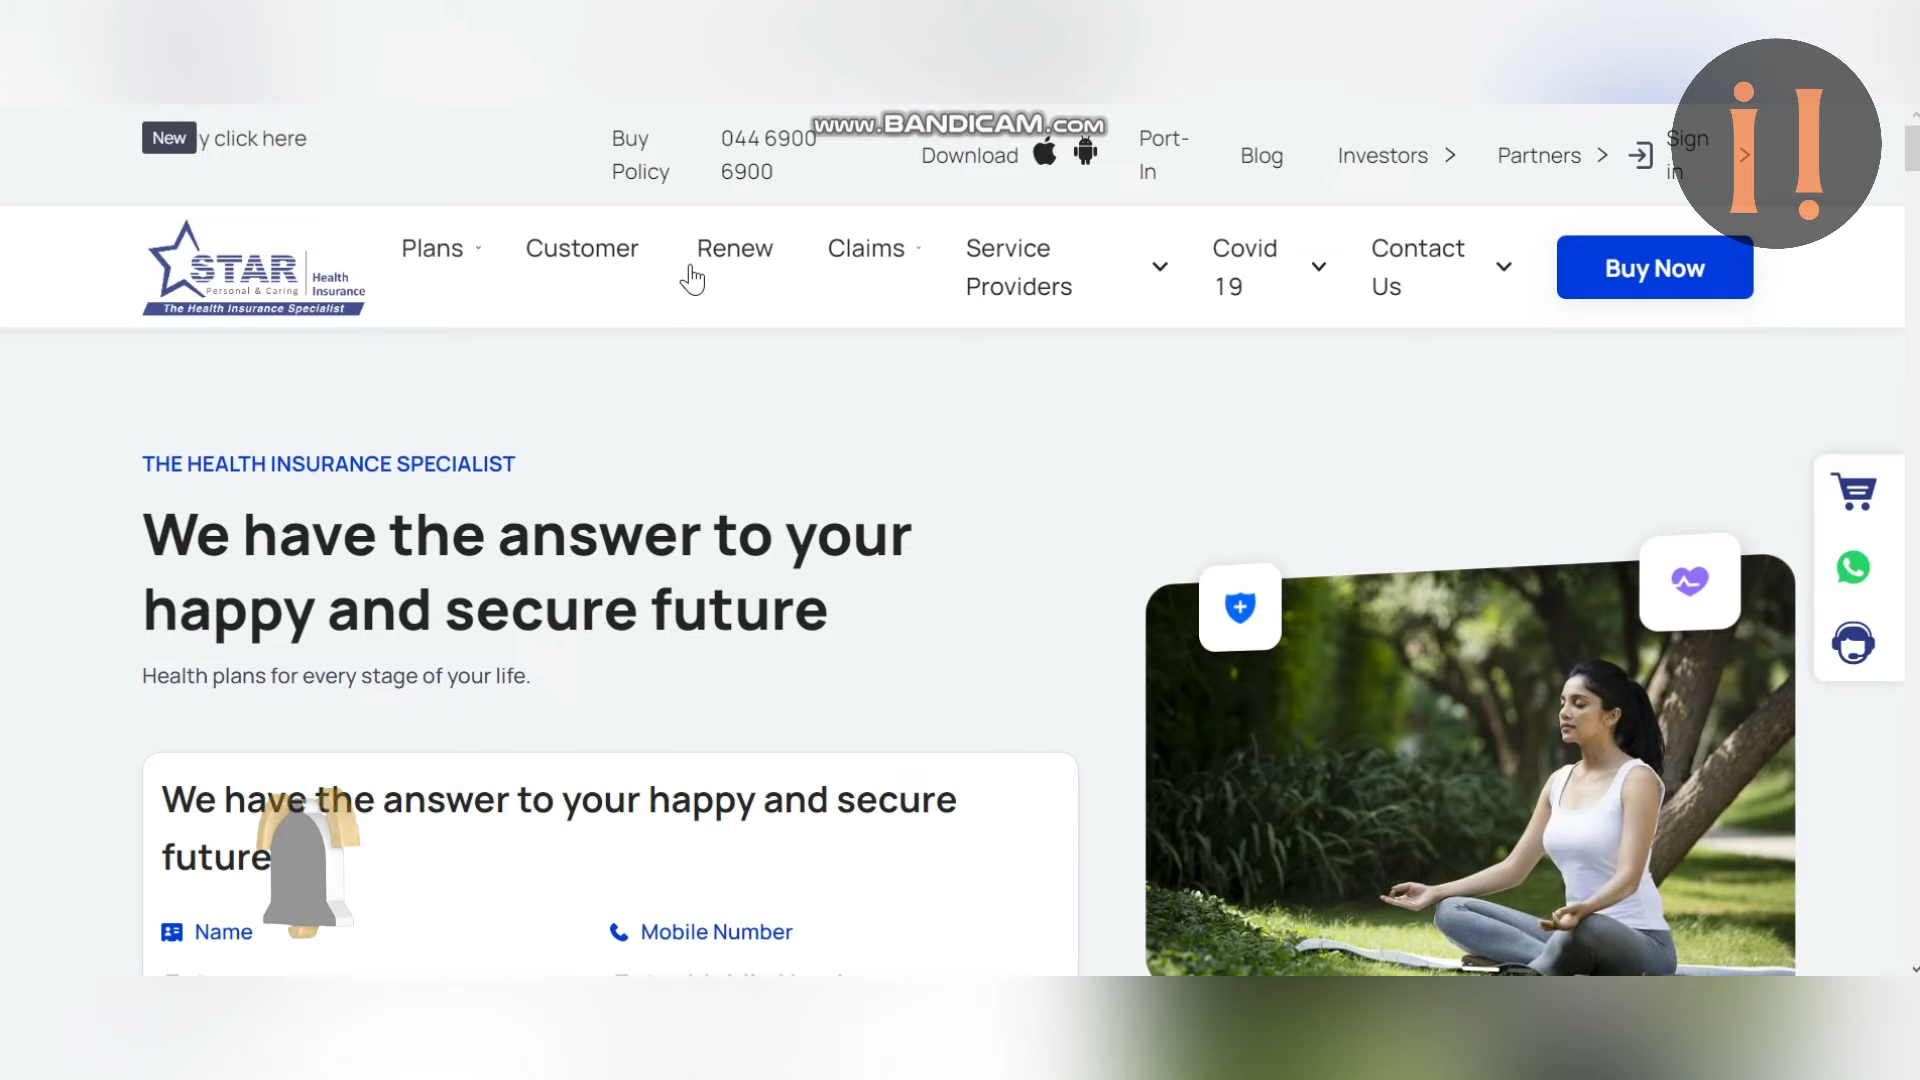 New y click here
Buy Policy
044 6900 6900
www.BANDICAM.com
Download
Port-In
Blog
Investors
Partners
Sign in
i!
STAR
Health Insurance
Personal & Caring
The Health Insurance Specialist
Plans
Customer
Renew
Claims
Service Providers
Covid 19
Contact Us
Buy Now
THE HEALTH INSURANCE SPECIALIST
We have the answer to your
happy and secure future
Health plans for every stage of your life.
We have the answer to your happy and secure
future
Name
Mobile Number